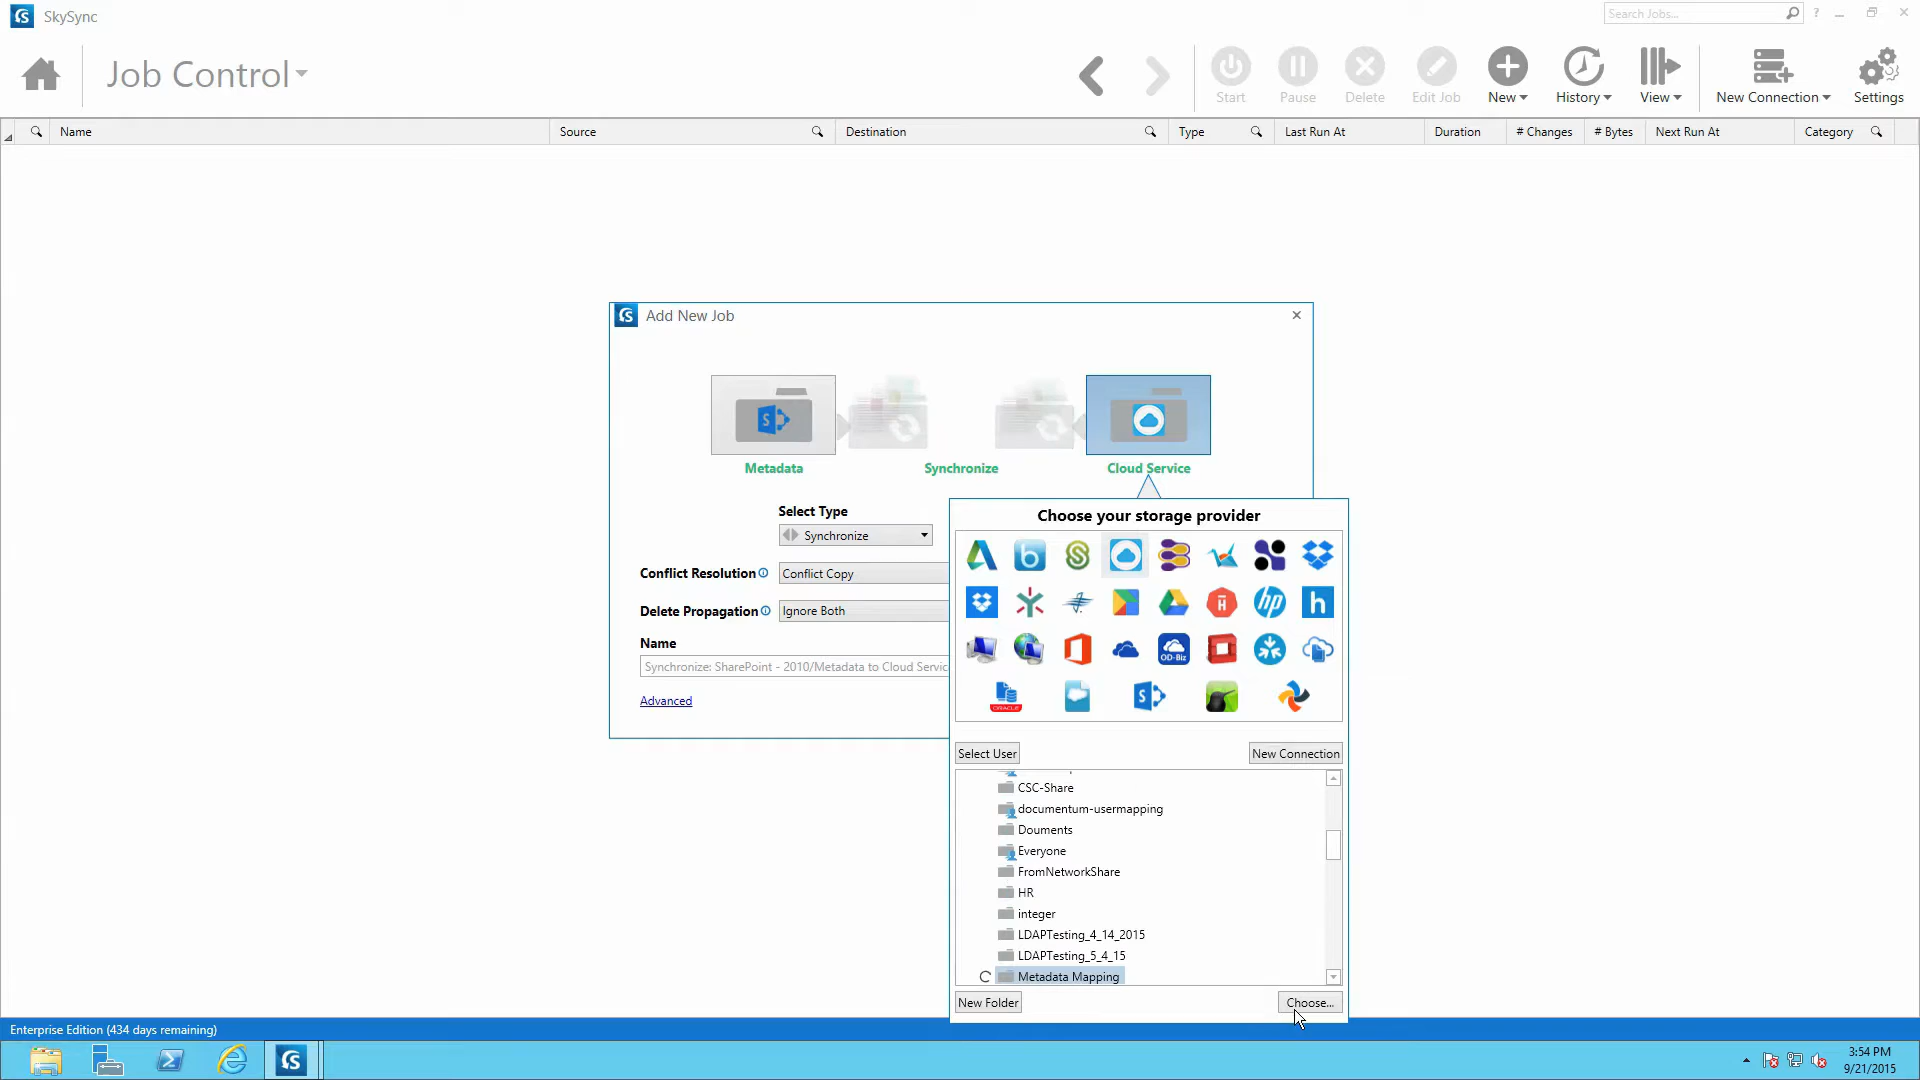 SkySync
Search Jobs...
?
Job Control
Start
Pause
Delete
Edit Job
New
History
View
New Connection
Settings
Name
Source
Destination
Type
Last Run At
Duration
# Changes
# Bytes
Next Run At
Category
Add New Job
Metadata
Synchronize
Cloud Service
Select Type
Synchronize
Conflict Resolution
Conflict Copy
Delete Propagation
Ignore Both
Name
Synchronize: SharePoint - 2010/Metadata to Cloud Servic
Advanced
Choose your storage provider
OD-Biz
ORACLE
Select User
New Connection
CSC-Share
documentum-usermapping
Douments
Everyone
FromNetworkShare
HR
integer
LDAPTesting_4_14_2015
LDAPTesting_5_4_15
Metadata Mapping
New Folder
Choose...
Enterprise Edition (434 days remaining)
3:54 PM
9/21/2015